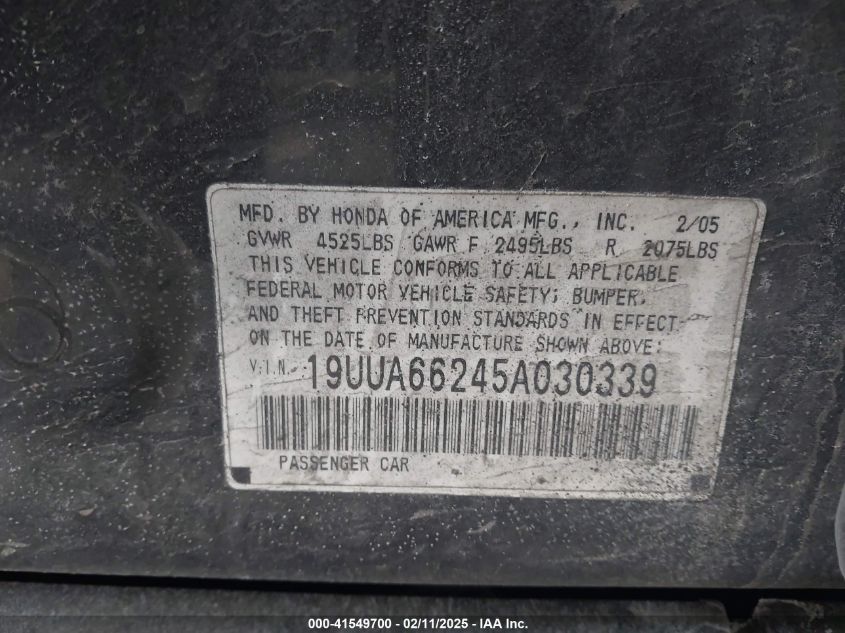 MFD. BY HONDA OF AMERICA MFG., INC. 2/05
GVWR 4525LBS GAWR F 2495LBS R 2075LBS
THIS VEHICLE CONFORMS TO ALL APPLICABLE
FEDERAL MOTOR VEHICLE SAFETY, BUMPER,
AND THEFT PREVENTION STANDARDS IN EFFECT
ON THE DATE OF MANUFACTURE SHOWN ABOVE:
V.I.N. 19UUA66245A030339
PASSENGER CAR
000-41549700 - 02/11/2025 - IAA Inc.